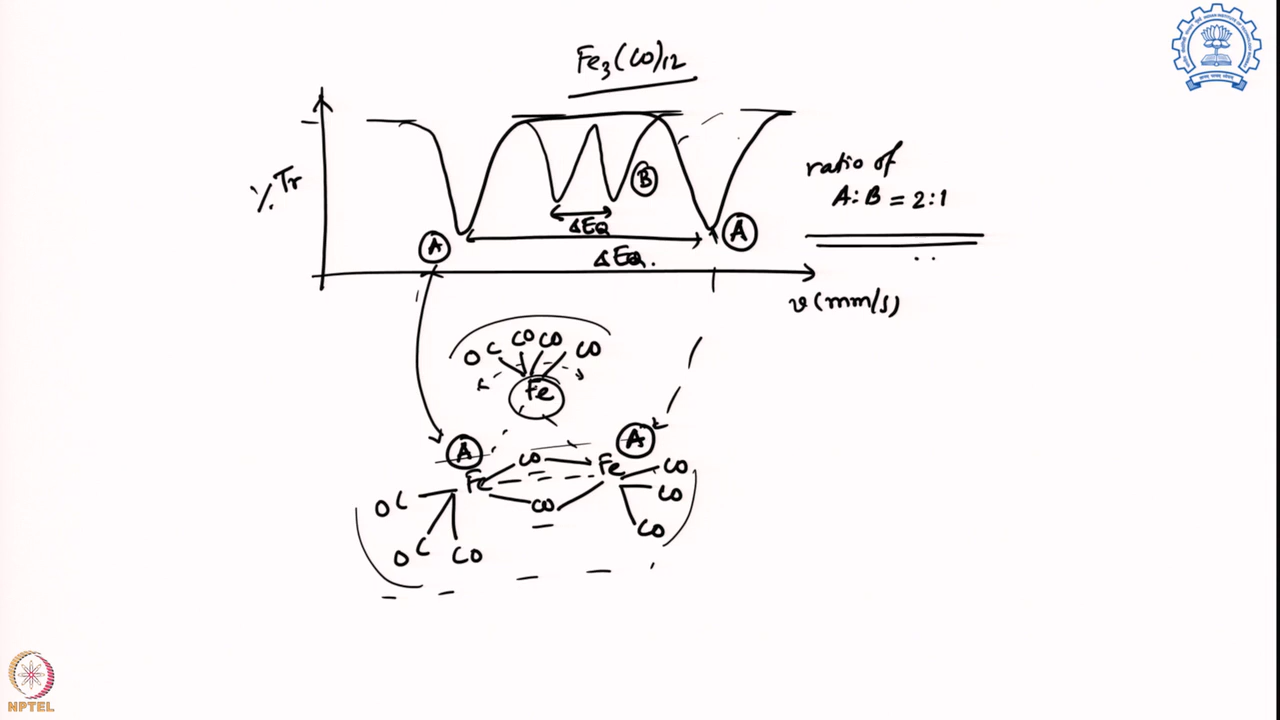 Fe3(CO)12
% Tr
B
ΔEQ
A
A
ΔEQ.
ratio of
A:B = 2:1
v (mm/s)
OC CO CO CO
Fe
A
A
Fe CO Fe CO
OC CO CO
OC CO CO
NPTEL